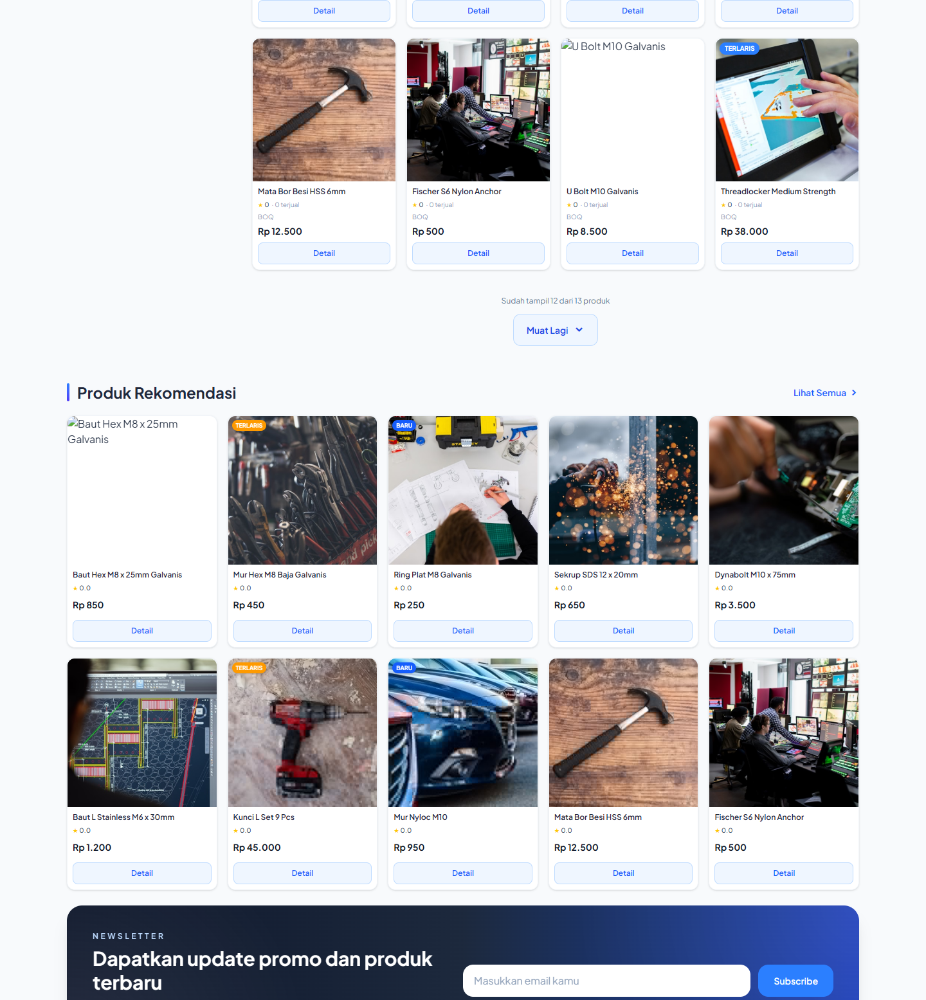 Detail
Detail
Detail
Detail
U Bolt M10 Galvanis
TERLARIS
Mata Bor Besi HSS 6mm
Fischer S6 Nylon Anchor
U Bolt M10 Galvanis
Threadlocker Medium Strength
★ 0 · 0 terjual
★ 0 · 0 terjual
★ 0 · 0 terjual
★ 0 · 0 terjual
BOQ
BOQ
BOQ
BOQ
Rp 12.500
Rp 500
Rp 8.500
Rp 38.000
Detail
Detail
Detail
Detail
Sudah tampil 12 dari 13 produk
Muat Lagi
Produk Rekomendasi
Lihat Semua
Baut Hex M8 x 25mm
Galvanis
TERLARIS
BARU
STANLEY
and pick
Baut Hex M8 x 25mm Galvanis
Mur Hex M8 Baja Galvanis
Ring Plat M8 Galvanis
Sekrup SDS 12 x 20mm
Dynabolt M10 x 75mm
★ 0.0
★ 0.0
★ 0.0
★ 0.0
★ 0.0
Rp 850
Rp 450
Rp 250
Rp 650
Rp 3.500
Detail
Detail
Detail
Detail
Detail
TERLARIS
BARU
Baut L Stainless M6 x 30mm
Kunci L Set 9 Pcs
Mur Nyloc M10
Mata Bor Besi HSS 6mm
Fischer S6 Nylon Anchor
★ 0.0
★ 0.0
★ 0.0
★ 0.0
★ 0.0
Rp 1.200
Rp 45.000
Rp 950
Rp 12.500
Rp 500
Detail
Detail
Detail
Detail
Detail
NEWSLETTER
Dapatkan update promo dan produk
terbaru
Masukkan email kamu
Subscribe